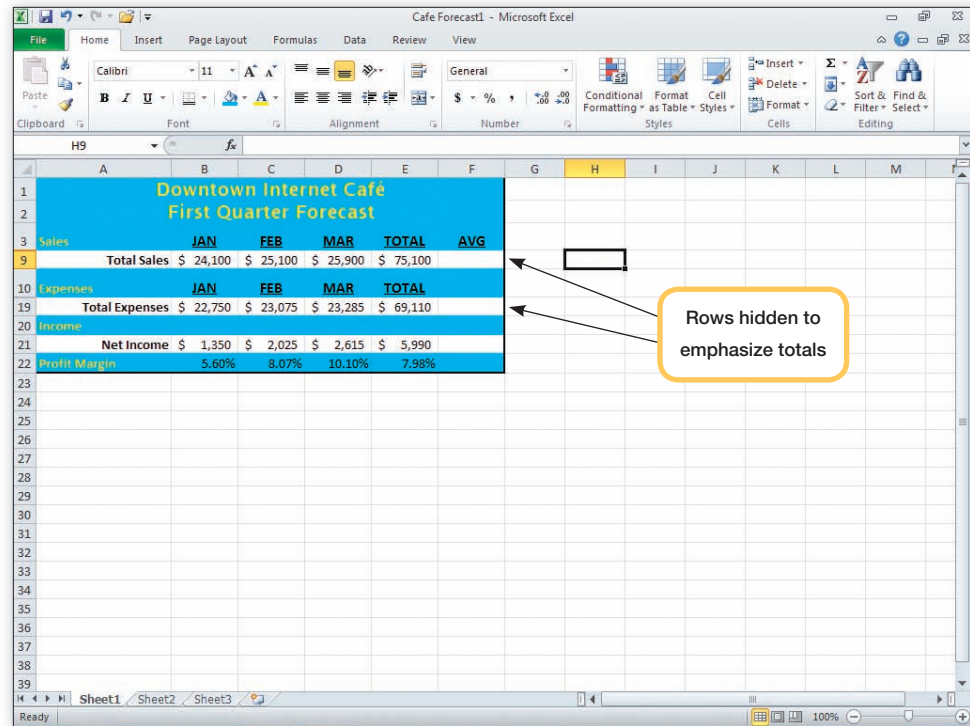 Cafe Forecast1 - Microsoft Excel
File Home Insert Page Layout Formulas Data Review View
Paste
Calibri 11 A A
B I U A
General
$ % , .00 .00
Conditional Formatting
Format as Table
Cell Styles
Insert
Delete
Format
Σ
Sort & Filter
Find & Select
Clipboard Font Alignment Number Styles Cells Editing
H9 fx
A B C D E F G H I J K L M
1 Downtown Internet Café
2 First Quarter Forecast
3 Sales JAN FEB MAR TOTAL AVG
9 Total Sales $ 24,100 $ 25,100 $ 25,900 $ 75,100
10 Expenses JAN FEB MAR TOTAL
19 Total Expenses $ 22,750 $ 23,075 $ 23,285 $ 69,110
20 Income
21 Net Income $ 1,350 $ 2,025 $ 2,615 $ 5,990
22 Profit Margin 5.60% 8.07% 10.10% 7.98%
Rows hidden to
emphasize totals
23
24
25
26
27
28
29
30
31
32
33
34
35
36
37
38
39
Sheet1 Sheet2 Sheet3
Ready 100%